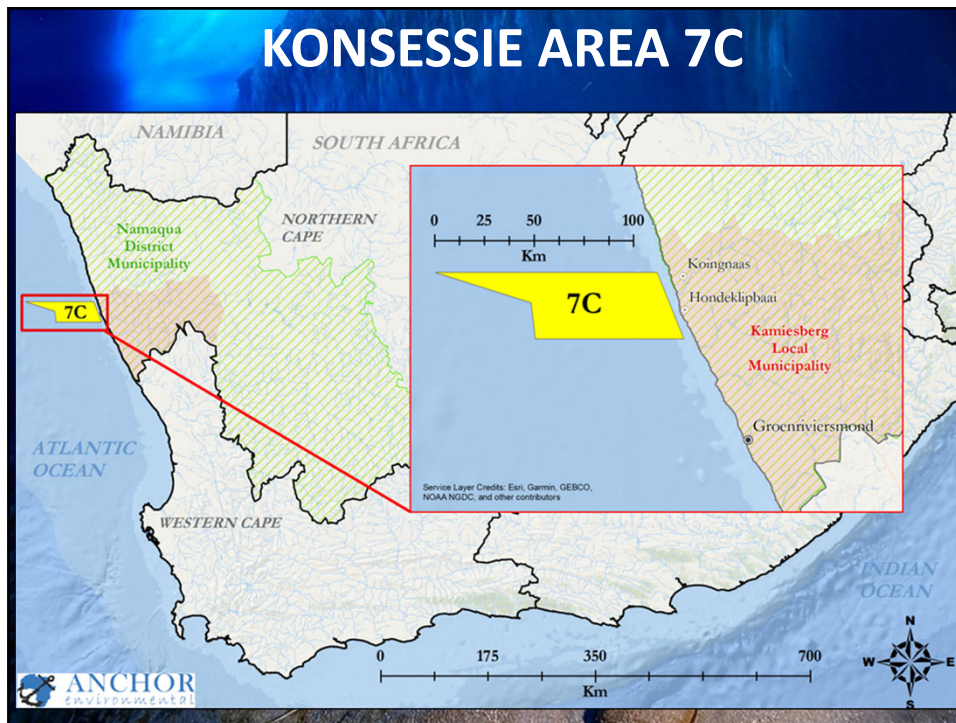 KONSESSIE AREA 7C
NAMIBIA
SOUTH AFRICA
NORTHERN
CAPE
Namaqua
District
Municipality
7C
ATLANTIC
OCEAN
WESTERN CAPE
0 25 50 100
Km
7C
Koingnaas
Hondeklipbaai
Kamiesberg
Local
Municipality
Groenriviersmond
Service Layer Credits: Esri, Garmin, GEBCO,
NOAA NGDC, and other contributors
INDIAN
OCEAN
0 175 350 700
Km
N
W E
S
ANCHOR
environmental